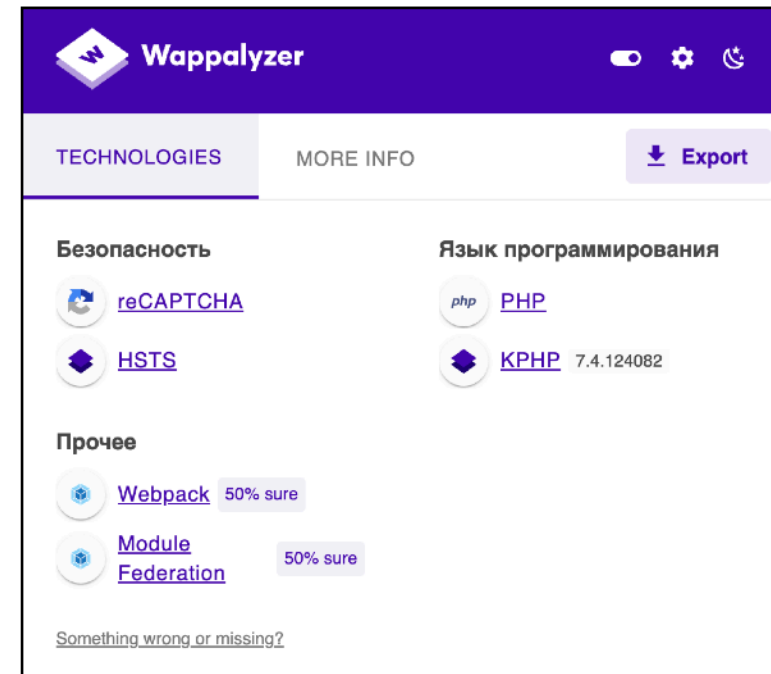 W Wappalyzer
TECHNOLOGIES
MORE INFO
Export
Безопасность
reCAPTCHA
HSTS
Язык программирования
php PHP
KPHP 7.4.124082
Прочее
Webpack 50% sure
Module
Federation
50% sure
Something wrong or missing?